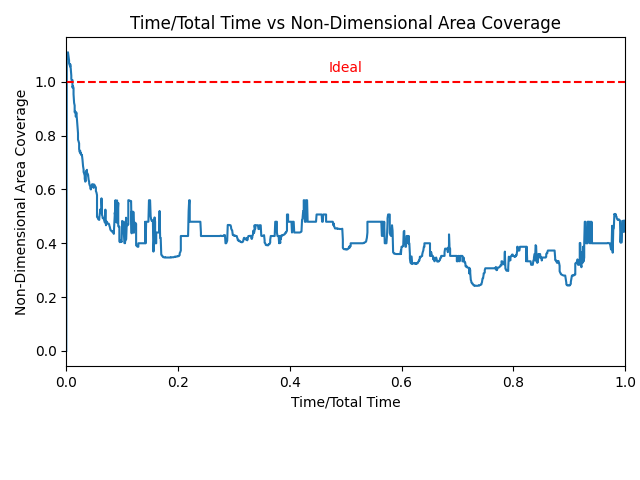 Time/Total Time vs Non-Dimensional Area Coverage
Ideal
1.0
0.8
0.6
0.4
0.2
0.0
Non-Dimensional Area Coverage
0.0 0.2 0.4 0.6 0.8 1.0
Time/Total Time